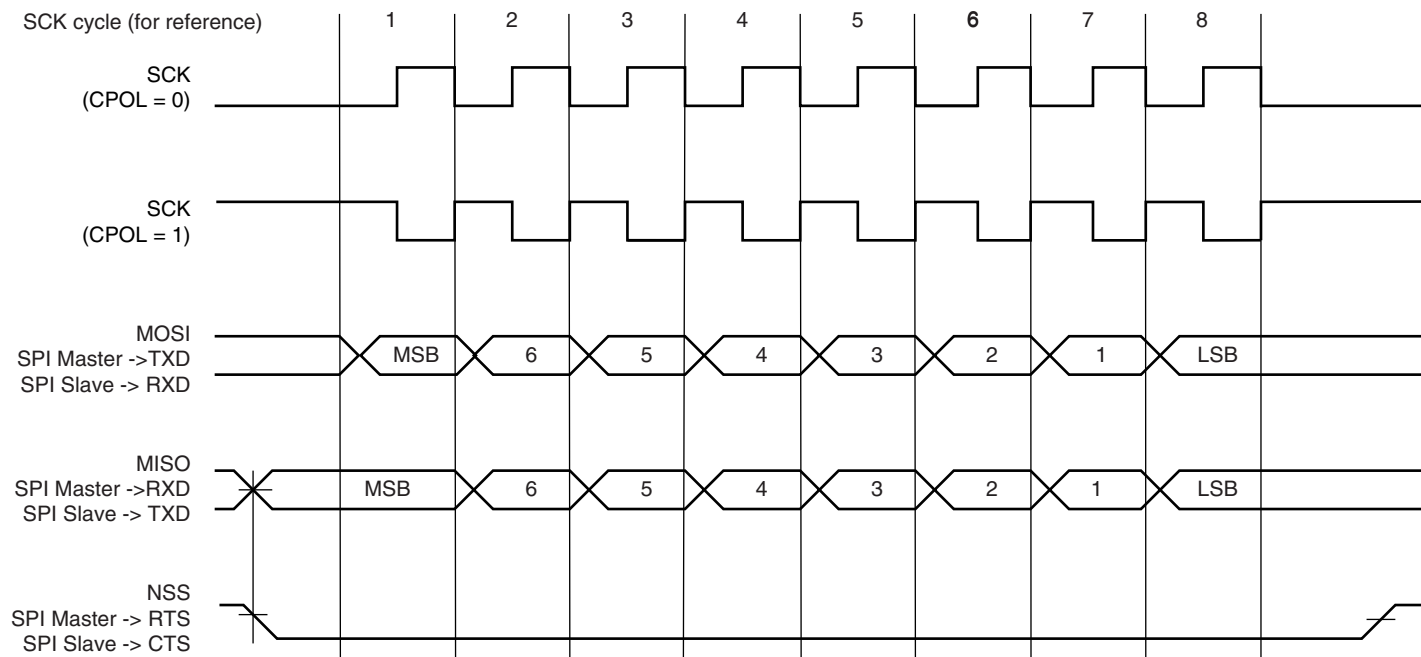 SCK cycle (for reference) 1 2 3 4 5 6 7 8
SCK
(CPOL = 0)
SCK
(CPOL = 1)
MOSI
SPI Master ->TXD
SPI Slave -> RXD
MSB 6 5 4 3 2 1 LSB
MISO
SPI Master ->RXD
SPI Slave -> TXD
MSB 6 5 4 3 2 1 LSB
NSS
SPI Master -> RTS
SPI Slave -> CTS